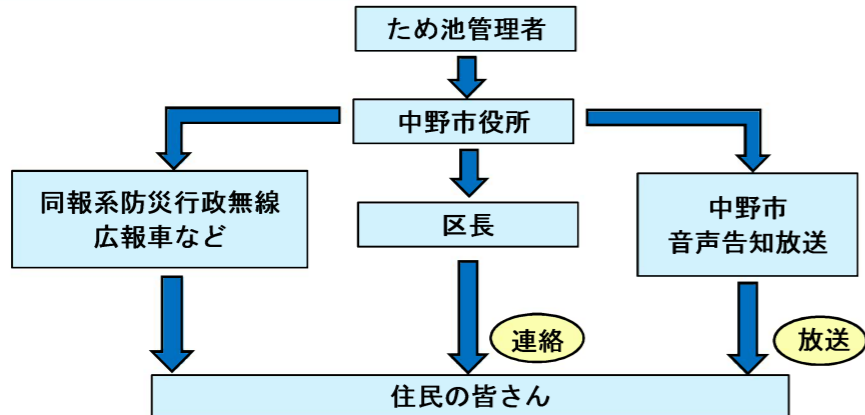 ため池管理者
中野市役所
同報系防災行政無線
広報車など
区長
中野市
音声告知放送
連絡
放送
住民の皆さん